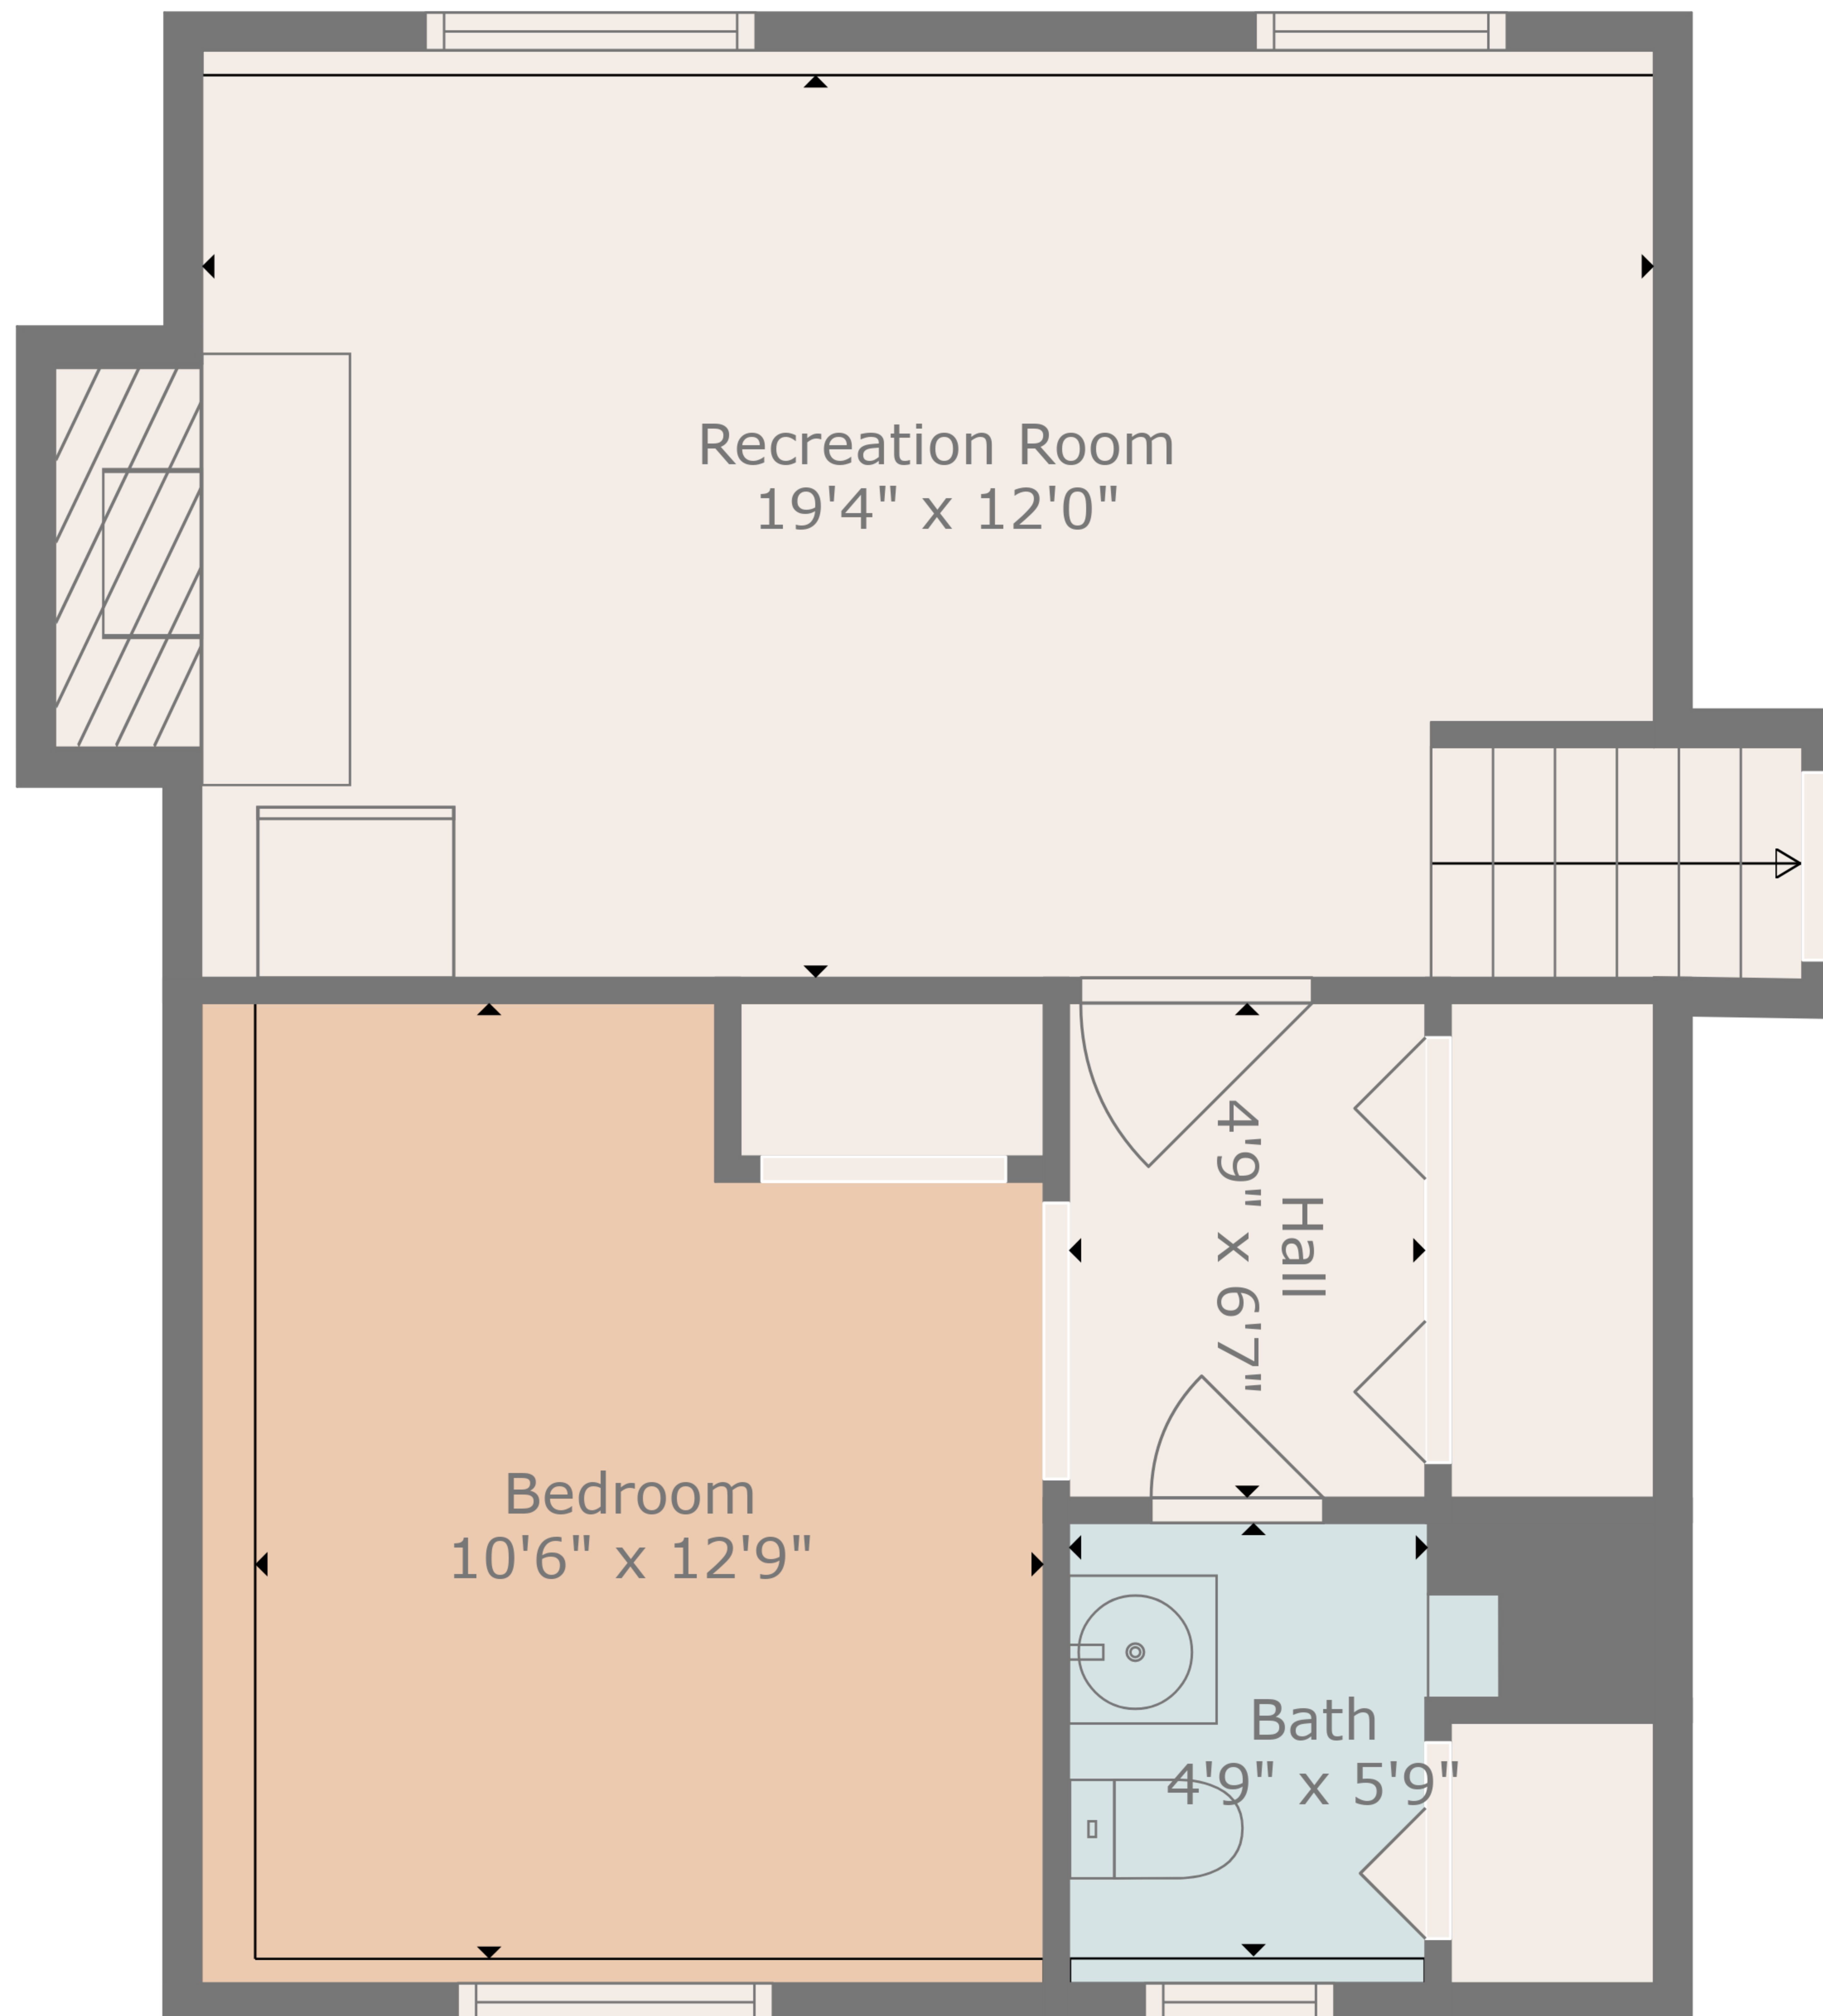 Recreation Room
19'4" x 12'0"
Hall
4'9" x 6'7"
Bedroom
10'6" x 12'9"
Bath
4'9" x 5'9"